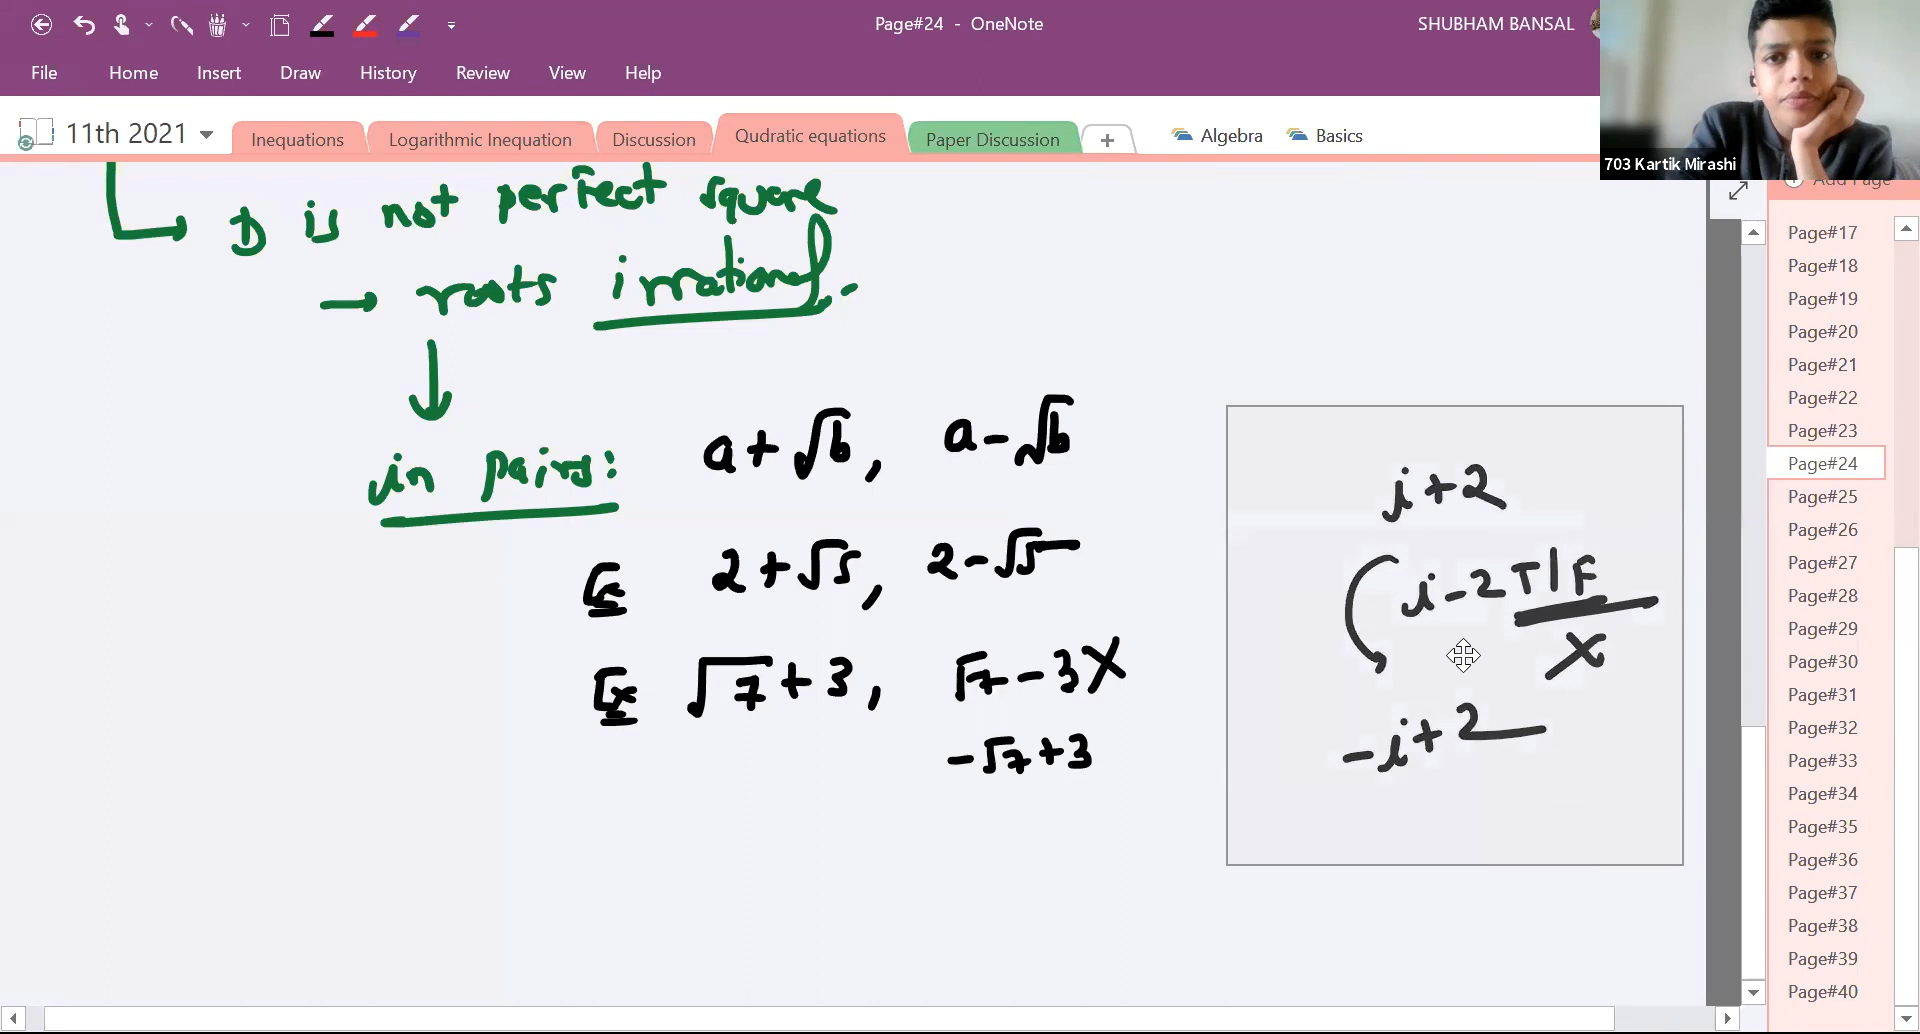 Page#24 - OneNote
SHUBHAM BANSAL
File Home Insert Draw History Review View Help
703 Kartik Mirashi
11th 2021
Inequations
Logarithmic Inequation
Discussion
Qudratic equations
Paper Discussion
+
Algebra
Basics
D is not perfect square
→ roots irrational.
in pairs: a+√b, a-√b
Ex 2+√5, 2-√5
Ex √7+3, √7-3 X
-√7+3
i+2
i-2 T|F
X
-i+2
Page#17
Page#18
Page#19
Page#20
Page#21
Page#22
Page#23
Page#24
Page#25
Page#26
Page#27
Page#28
Page#29
Page#30
Page#31
Page#32
Page#33
Page#34
Page#35
Page#36
Page#37
Page#38
Page#39
Page#40